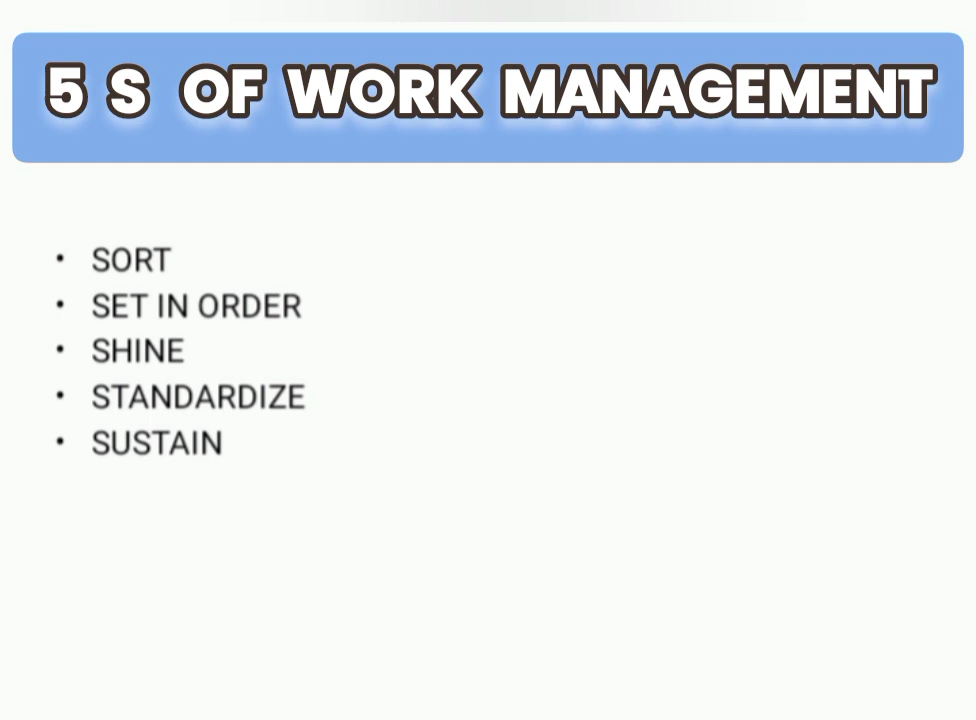 5 S OF WORK MANAGEMENT
• SORT
• SET IN ORDER
• SHINE
• STANDARDIZE
• SUSTAIN